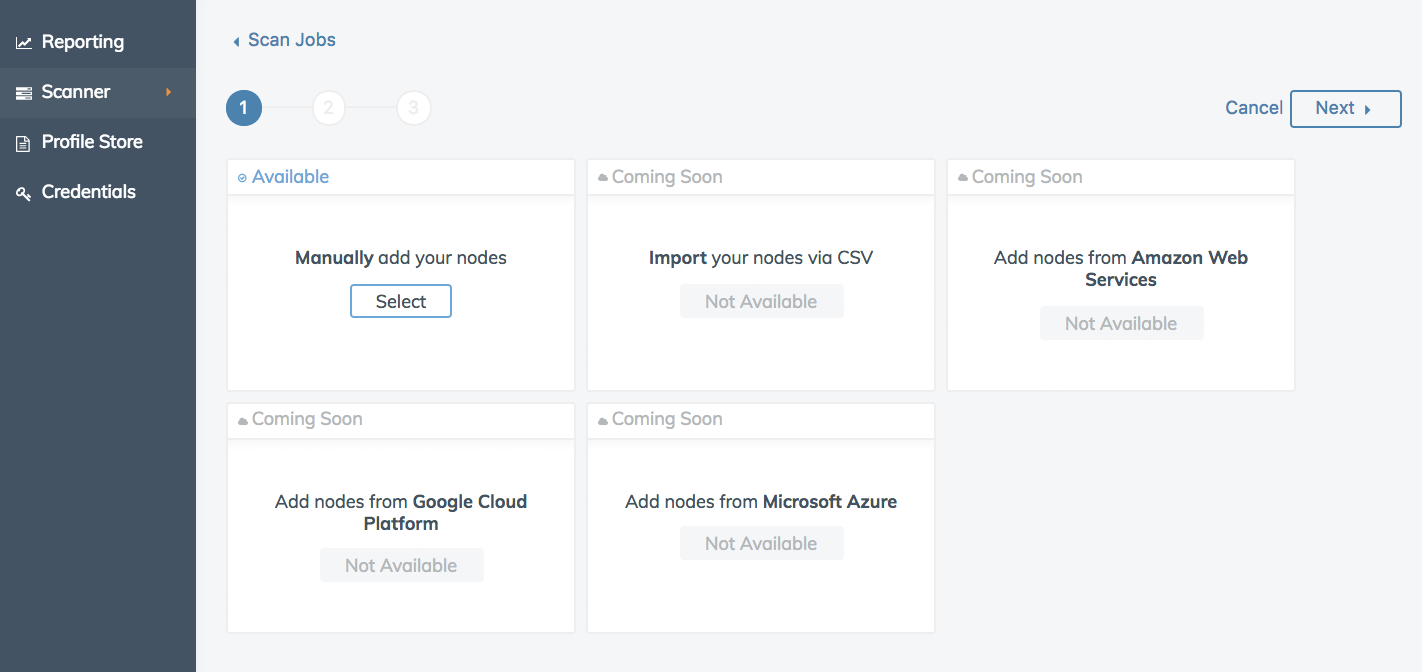 Reporting
Scanner
Profile Store
Credentials
Scan Jobs
1
2
3
Cancel
Next
Available
Manually add your nodes
Select
Coming Soon
Import your nodes via CSV
Not Available
Coming Soon
Add nodes from Amazon Web
Services
Not Available
Coming Soon
Add nodes from Google Cloud
Platform
Not Available
Coming Soon
Add nodes from Microsoft Azure
Not Available